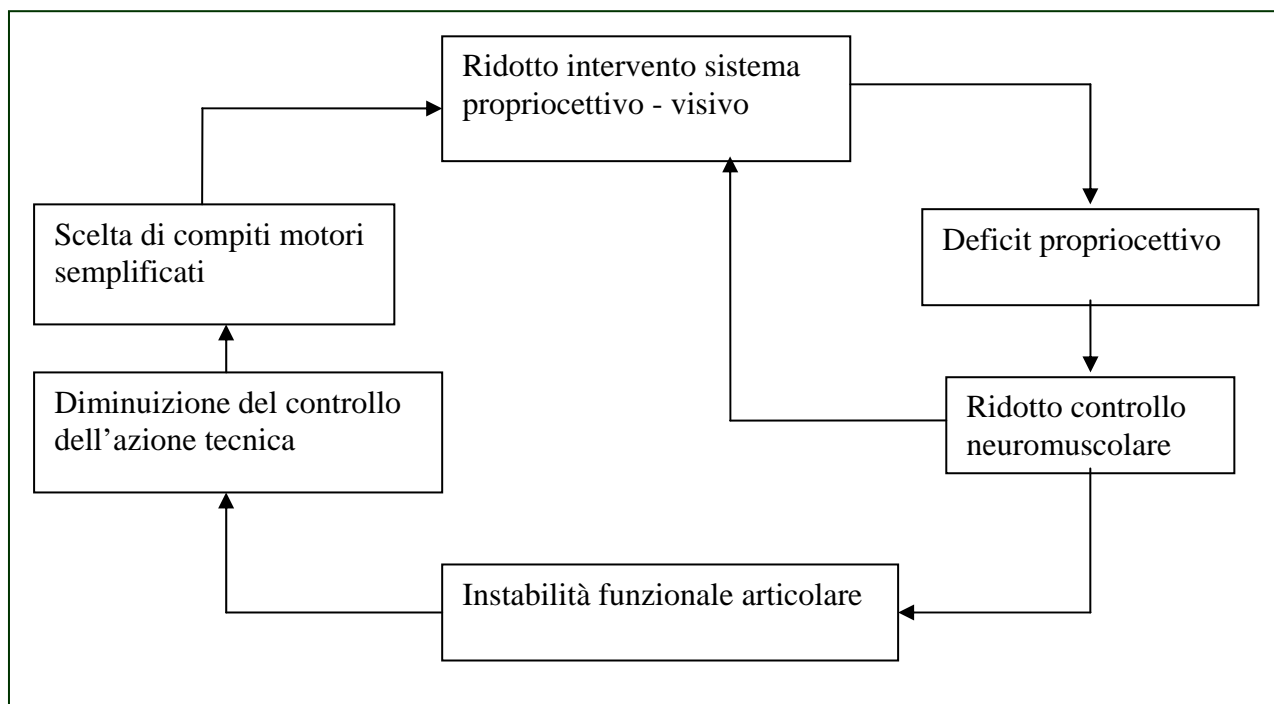 Ridotto intervento sistema
propriocettivo - visivo
Scelta di compiti motori
semplificati
Deficit propriocettivo
Diminuizione del controllo
dell’azione tecnica
Ridotto controllo
neuromuscolare
Instabilità funzionale articolare